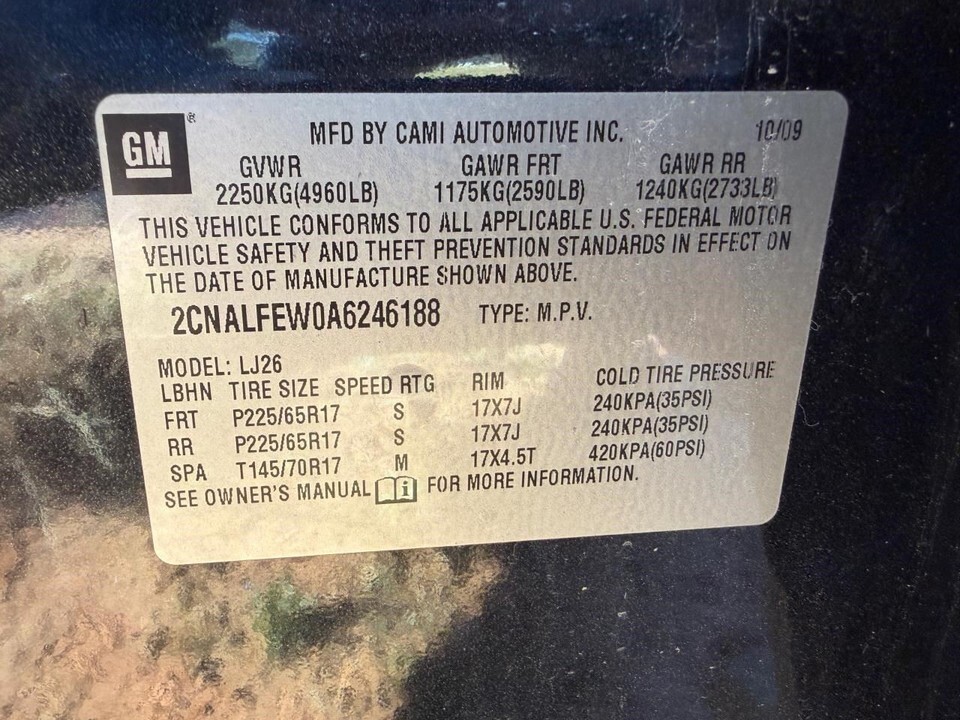 GM®
MFD BY CAMI AUTOMOTIVE INC. 10/09
GVWR GAWR FRT GAWR RR
2250KG(4960LB) 1175KG(2590LB) 1240KG(2733LB)
THIS VEHICLE CONFORMS TO ALL APPLICABLE U.S. FEDERAL MOTOR
VEHICLE SAFETY AND THEFT PREVENTION STANDARDS IN EFFECT ON
THE DATE OF MANUFACTURE SHOWN ABOVE.
2CNALFEW0A6246188 TYPE: M.P.V.
MODEL: LJ26
LBHN TIRE SIZE SPEED RTG RIM COLD TIRE PRESSURE
FRT P225/65R17 S 17X7J 240KPA(35PSI)
RR P225/65R17 S 17X7J 240KPA(35PSI)
SPA T145/70R17 M 17X4.5T 420KPA(60PSI)
SEE OWNER'S MANUAL i FOR MORE INFORMATION.